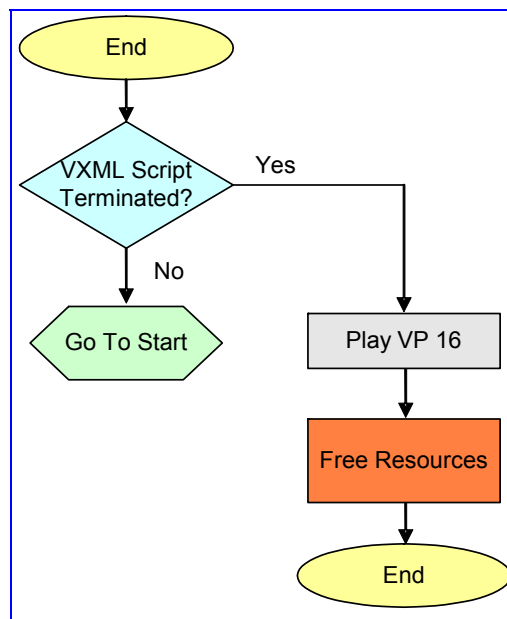 End
VXML Script
Terminated?
Yes
No
Go To Start
Play VP 16
Free Resources
End